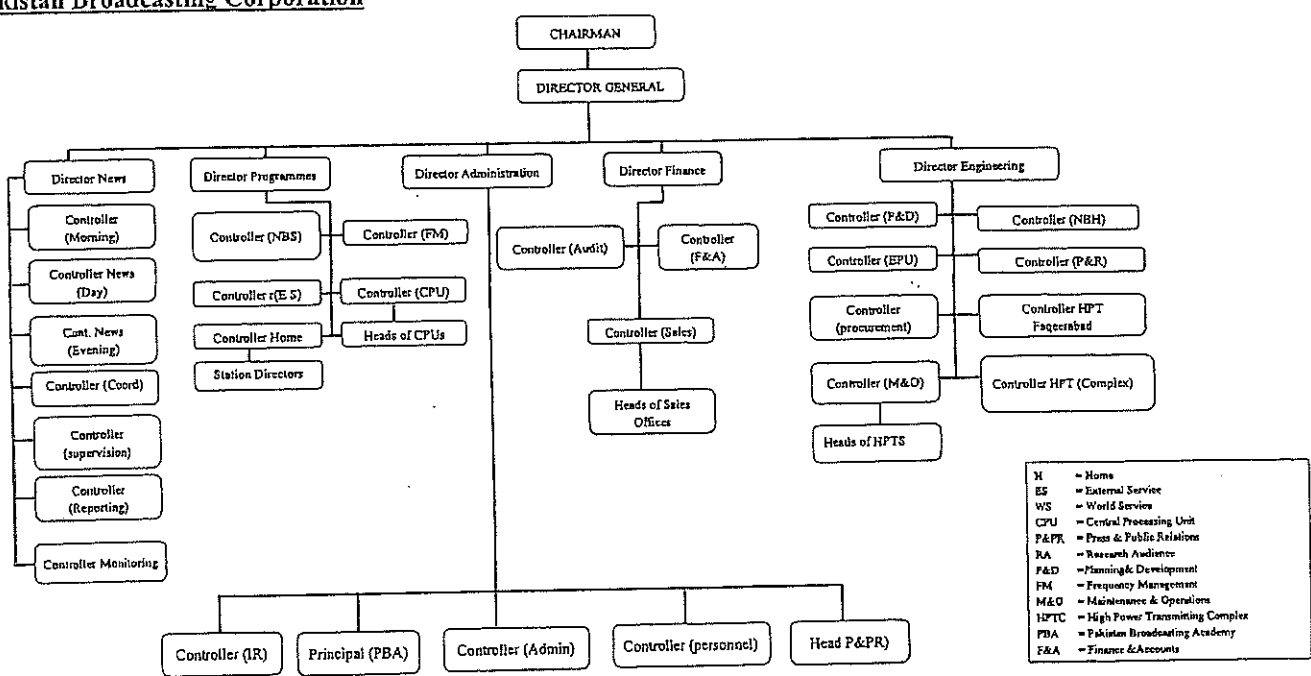 kistan Broadcasting Corporation
CHAIRMAN
DIRECTOR GENERAL
Director News
Director Programmes
Director Administration
Director Finance
Director Engineering
Controller
(Morning)
Controller News
(Day)
Cont. News
(Evening)
Controller (Coord)
Controller
(supervision)
Controller
(Reporting)
Controller Monitoring
Controller (NBS)
Controller (FM)
Controller r(E S)
Controller (CPU)
Controller Home
Heads of CPUs
Station Directors
Controller (Audit)
Controller
(F&A)
Controller (Sales)
Heads of Sales
Offices
Controller (P&D)
Controller (NBH)
Controller (EPU)
Controller (P&R)
Controller
(procurement)
Controller HPT
Faqeerabad
Controller (M&O)
Controller HPT (Complex)
Heads of HPTS
Controller (IR)
Principal (PBA)
Controller (Admin)
Controller (personnel)
Head P&PR)
H = Home
ES = External Service
WS = World Service
CPU = Central Processing Unit
P&PR = Press & Public Relations
RA = Research Audience
P&D = Planning& Development
FM = Frequency Management
M&O = Maintenance & Operations
HPTC = High Power Transmitting Complex
PBA = Pakistan Broadcasting Academy
F&A = Finance &Accounts